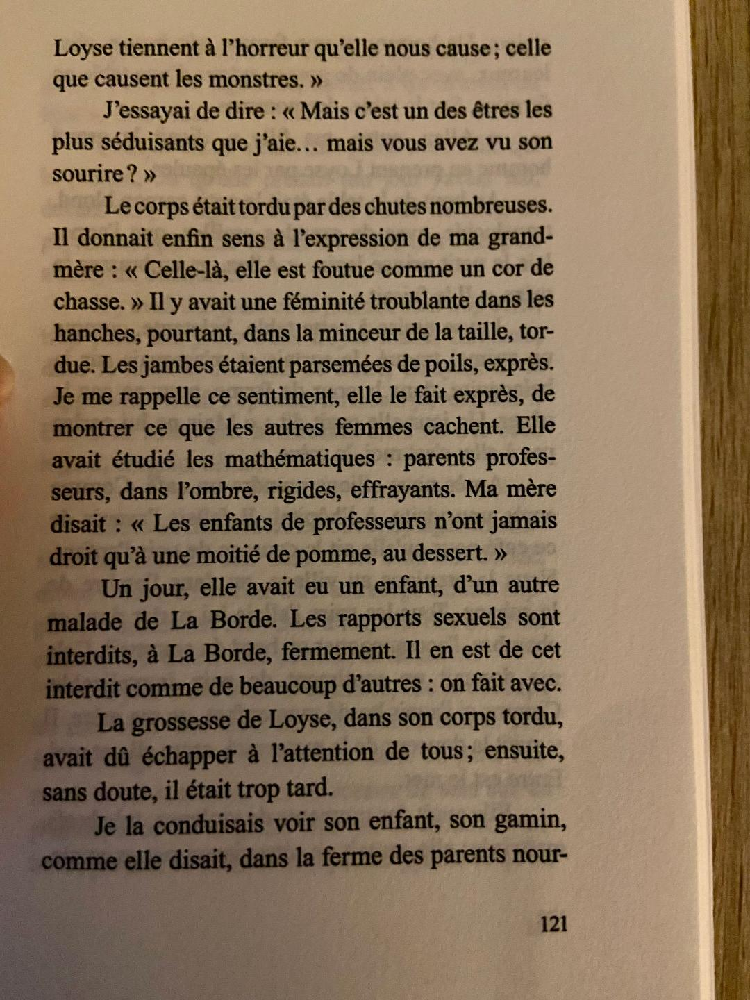 Loyse tiennent à l'horreur qu'elle nous cause ; celle
que causent les monstres. »
J'essayai de dire : « Mais c'est un des êtres les
plus séduisants que j'aie... mais vous avez vu son
sourire ? »
Le corps était tordu par des chutes nombreuses.
Il donnait enfin sens à l'expression de ma grand-
mère : « Celle-là, elle est foutue comme un cor de
chasse. » Il y avait une féminité troublante dans les
hanches, pourtant, dans la minceur de la taille, tor-
due. Les jambes étaient parsemées de poils, exprès.
Je me rappelle ce sentiment, elle le fait exprès, de
montrer ce que les autres femmes cachent. Elle
avait étudié les mathématiques : parents profes-
seurs, dans l'ombre, rigides, effrayants. Ma mère
disait : « Les enfants de professeurs n'ont jamais
droit qu'à une moitié de pomme, au dessert. »
Un jour, elle avait eu un enfant, d'un autre
malade de La Borde. Les rapports sexuels sont
interdits, à La Borde, fermement. Il en est de cet
interdit comme de beaucoup d'autres : on fait avec.
La grossesse de Loyse, dans son corps tordu,
avait dû échapper à l'attention de tous ; ensuite,
sans doute, il était trop tard.
Je la conduisais voir son enfant, son gamin,
comme elle disait, dans la ferme des parents nour-
121